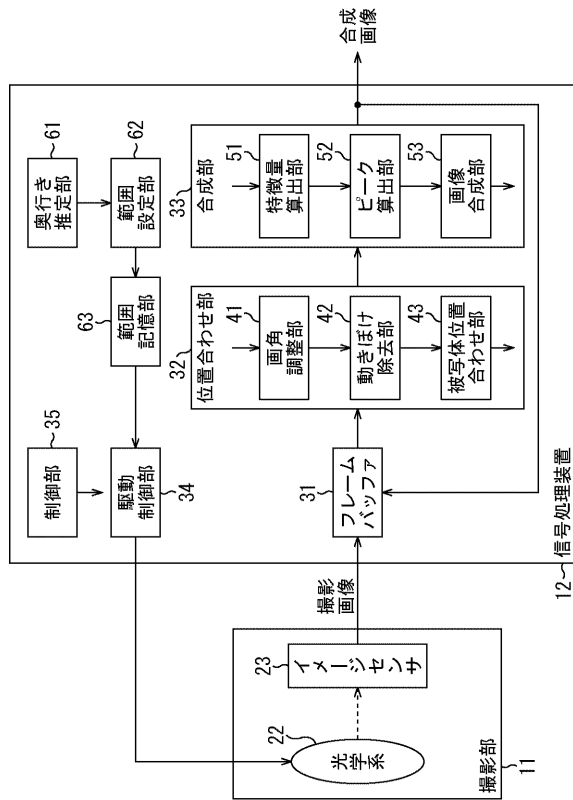 撮影部
11
光学系
22
イメージセンサ
23
撮影
画像
12
信号処理装置
制御部
35
駆動
制御部
34
範囲
記憶部
63
奥行き
推定部
61
範囲
設定部
62
フレーム
バッファ
31
位置合わせ部
32
画角
調整部
41
動きぼけ
除去部
42
被写体位置
合わせ部
43
合成部
33
特徴量
算出部
51
ピーク
算出部
52
画像
合成部
53
合成
画像